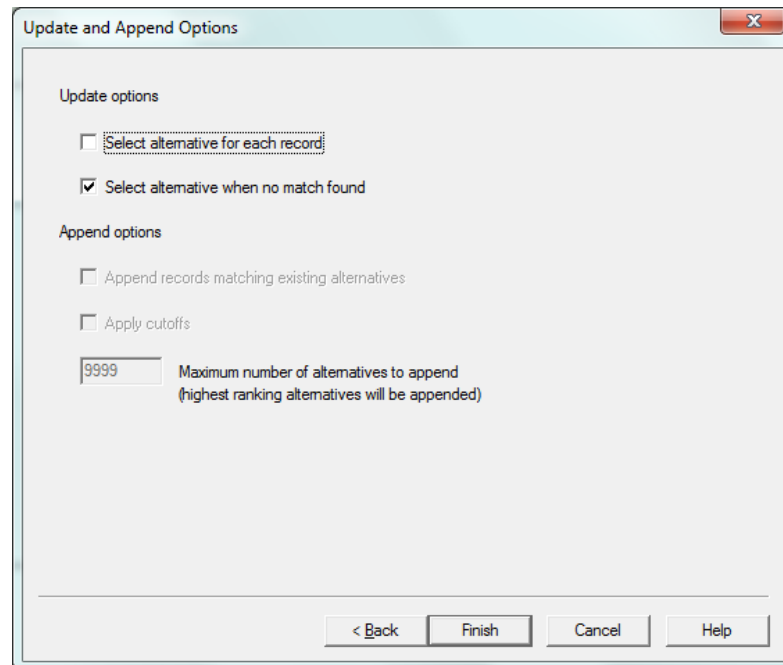 Update and Append Options
Update options
Select alternative for each record
Select alternative when no match found
Append options
Append records matching existing alternatives
Apply cutoffs
9999 Maximum number of alternatives to append
(highest ranking alternatives will be appended)
< Back Finish Cancel Help